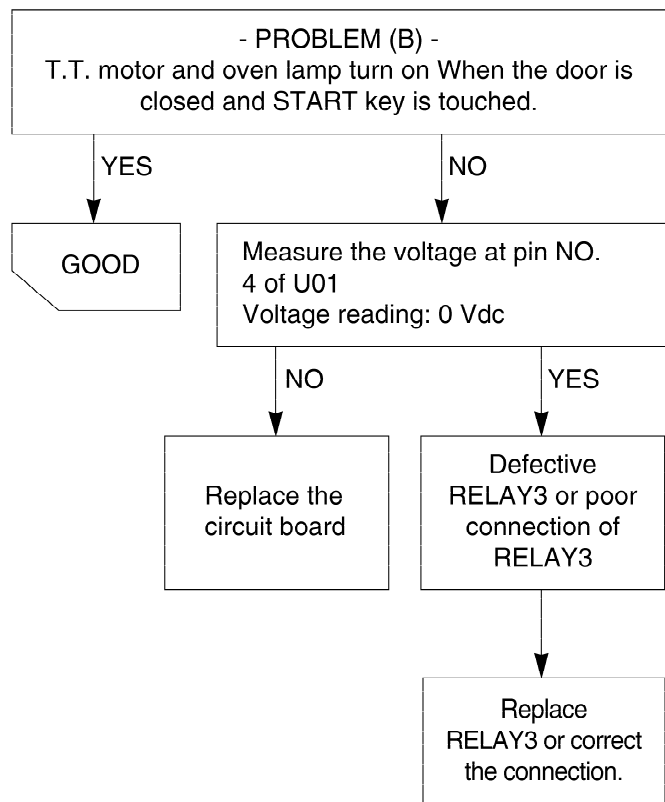 - PROBLEM (B) -
T.T. motor and oven lamp turn on When the door is
closed and START key is touched.
YES
NO
GOOD
Measure the voltage at pin NO.
4 of U01
Voltage reading: 0 Vdc
NO
YES
Replace the
circuit board
Defective
RELAY3 or poor
connection of
RELAY3
Replace
RELAY3 or correct
the connection.